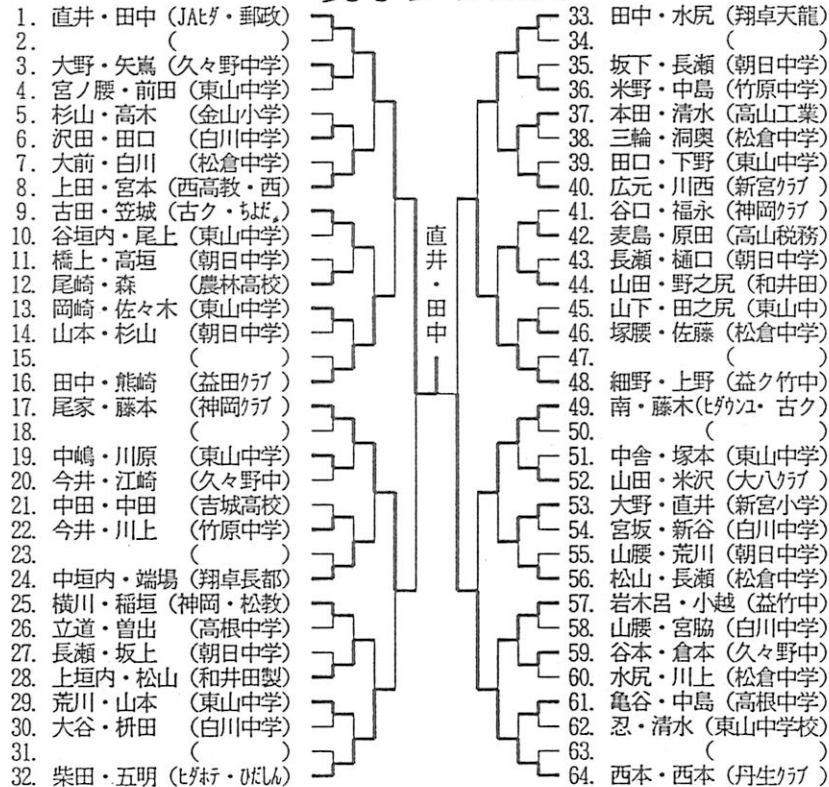 1. 直井・田中 (JAヒダ・郵政)
2. (　　　)
3. 大野・矢嶌 (久々野中学)
4. 宮ノ腰・前田 (東山中学)
5. 杉山・高木 (金山小学)
6. 沢田・田口 (白川中学)
7. 大前・白川 (松倉中学)
8. 上田・宮本 (西高教・西)
9. 古田・笠城 (古ク・ちよだ)
10. 谷垣内・尾上 (東山中学)
11. 橋上・高垣 (朝日中学)
12. 尾崎・森 (農林高校)
13. 岡崎・佐々木 (東山中学)
14. 山本・杉山 (朝日中学)
15. (　　　)
16. 田中・熊崎 (益田クラブ)
17. 尾家・藤本 (神岡クラブ)
18. (　　　)
19. 中嶋・川原 (東山中学)
20. 今井・江崎 (久々野中)
21. 中田・中田 (吉城高校)
22. 今井・川上 (竹原中学)
23. (　　　)
24. 中垣内・端場 (翔卓長都)
25. 横川・稲垣 (神岡・松教)
26. 立道・曽出 (高根中学)
27. 長瀬・坂上 (朝日中学)
28. 上垣内・松山 (和井田製)
29. 荒川・山本 (東山中学)
30. 大谷・枡田 (白川中学)
31. (　　　)
32. 柴田・五明 (ヒダホテ・ひだしん)
直井・田中
33. 田中・水尻 (翔卓天龍)
34. (　　　)
35. 坂下・長瀬 (朝日中学)
36. 米野・中島 (竹原中学)
37. 本田・清水 (高山工業)
38. 三輪・洞奥 (松倉中学)
39. 田口・下野 (東山中学)
40. 広元・川西 (新宮クラブ)
41. 谷口・福永 (神岡クラブ)
42. 麦島・原田 (高山税務)
43. 長瀬・樋口 (朝日中学)
44. 山田・野之尻 (和井田)
45. 山下・田之尻 (東山中)
46. 塚腰・佐藤 (松倉中学)
47. (　　　)
48. 細野・上野 (益ク竹中)
49. 南・藤木 (ヒダウンユ・古ク)
50. (　　　)
51. 中舎・塚本 (東山中学)
52. 山田・米沢 (大八クラブ)
53. 大野・直井 (新宮小学)
54. 宮坂・新谷 (白川中学)
55. 山腰・荒川 (朝日中学)
56. 松山・長瀬 (松倉中学)
57. 岩木呂・小越 (益竹中)
58. 山腰・宮脇 (白川中学)
59. 谷本・倉本 (久々野中)
60. 水尻・川上 (松倉中学)
61. 亀谷・中島 (高根中学)
62. 忍・清水 (東山中学校)
63. (　　　)
64. 西本・西本 (丹生クラブ)